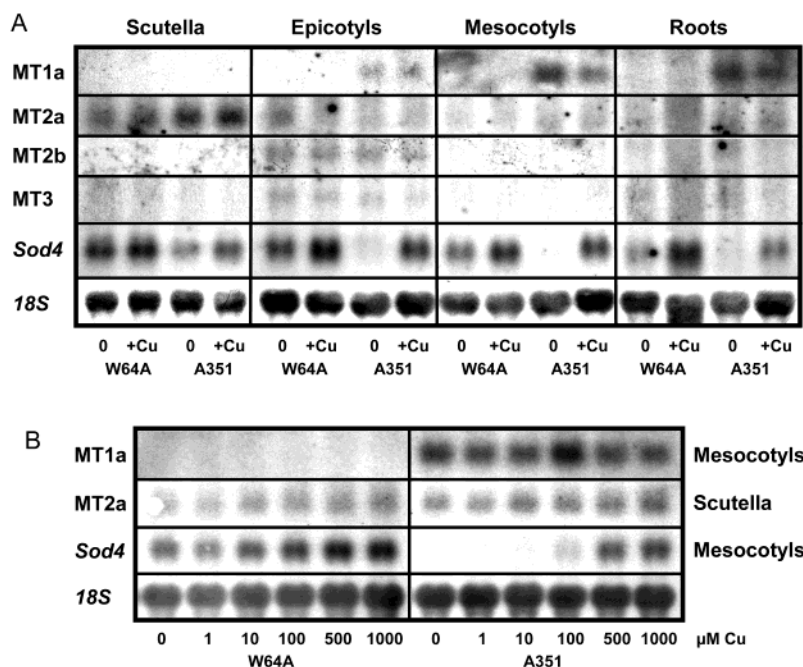 A
Scutella Epicotyls Mesocotyls Roots
MT1a
MT2a
MT2b
MT3
Sod4
18S
0 +Cu 0 +Cu 0 +Cu 0 +Cu 0 +Cu 0 +Cu 0 +Cu 0 +Cu
W64A A351 W64A A351 W64A A351 W64A A351
B
MT1a Mesocotyls
MT2a Scutella
Sod4 Mesocotyls
18S
0 1 10 100 500 1000 0 1 10 100 500 1000 µM Cu
W64A A351